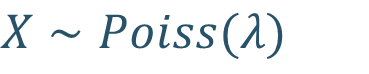 X ~ Poiss(λ)